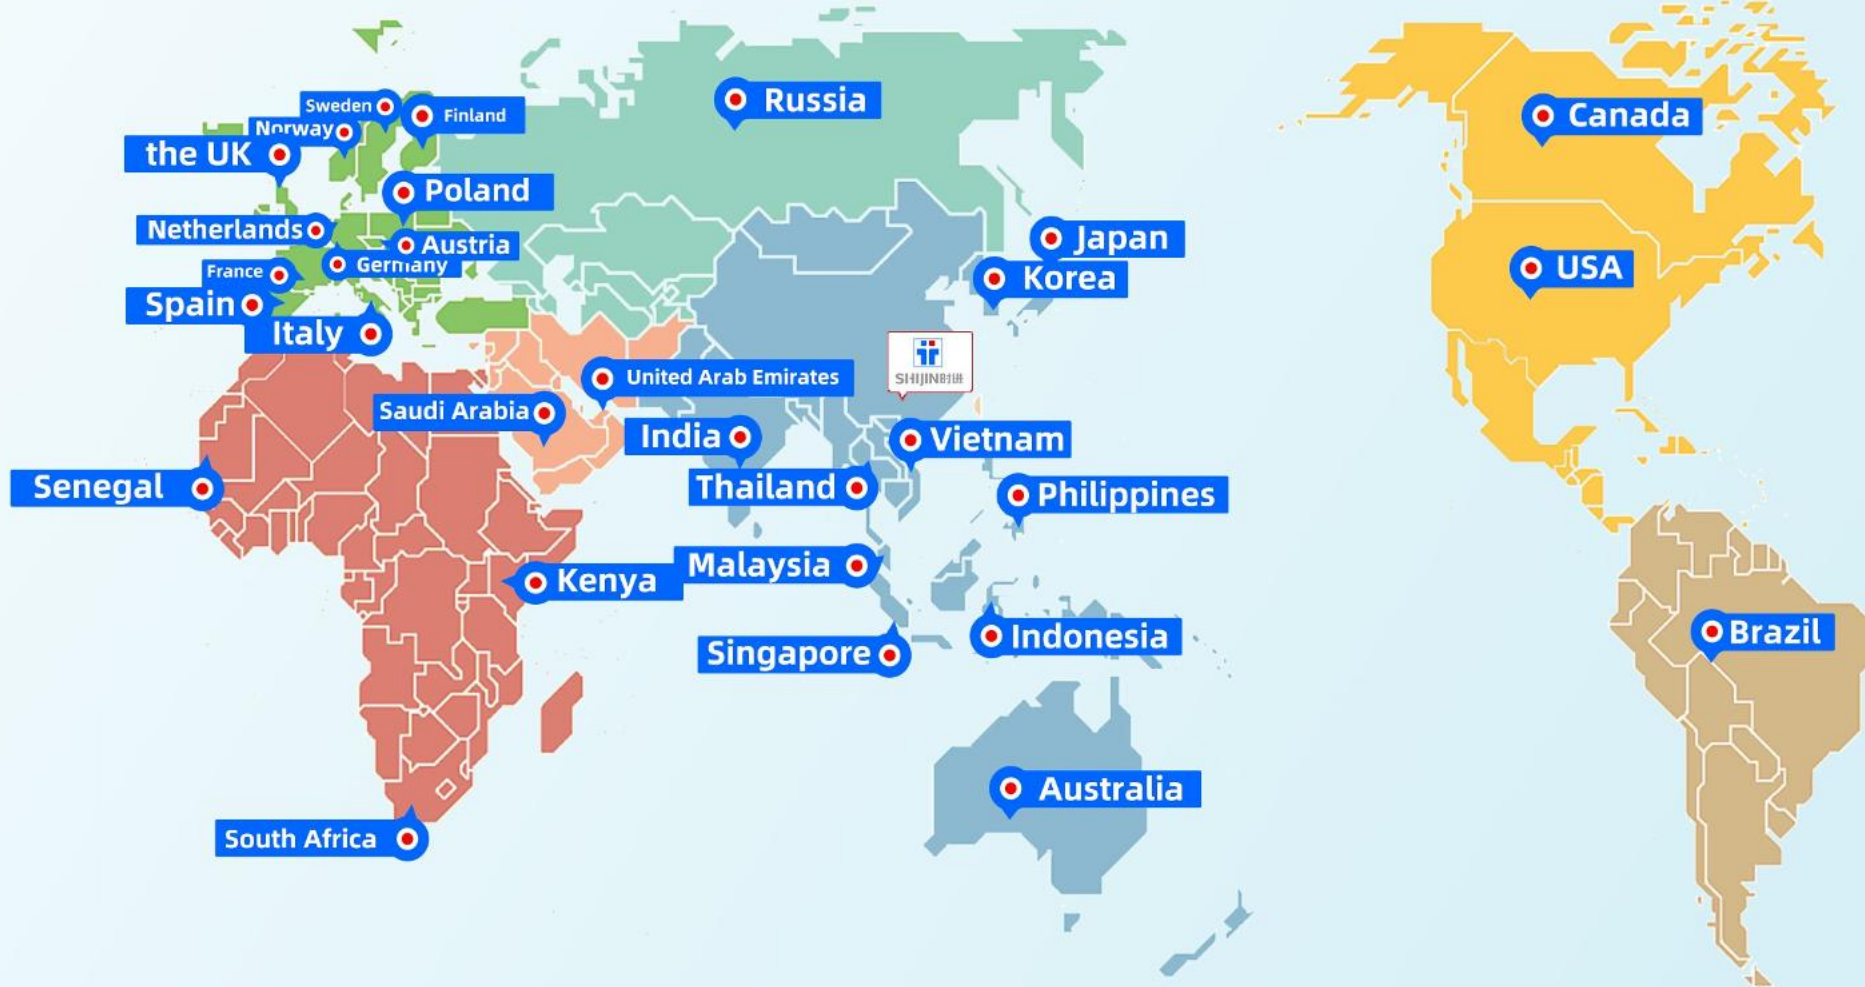 Russia
Sweden
Finland
Canada
Norway
the UK
Poland
Netherlands
Austria
Japan
France
Germany
Korea
USA
Spain
Italy
SHIJIN时进
United Arab Emirates
Saudi Arabia
India
Vietnam
Senegal
Thailand
Philippines
Malaysia
Kenya
Singapore
Indonesia
Brazil
Australia
South Africa